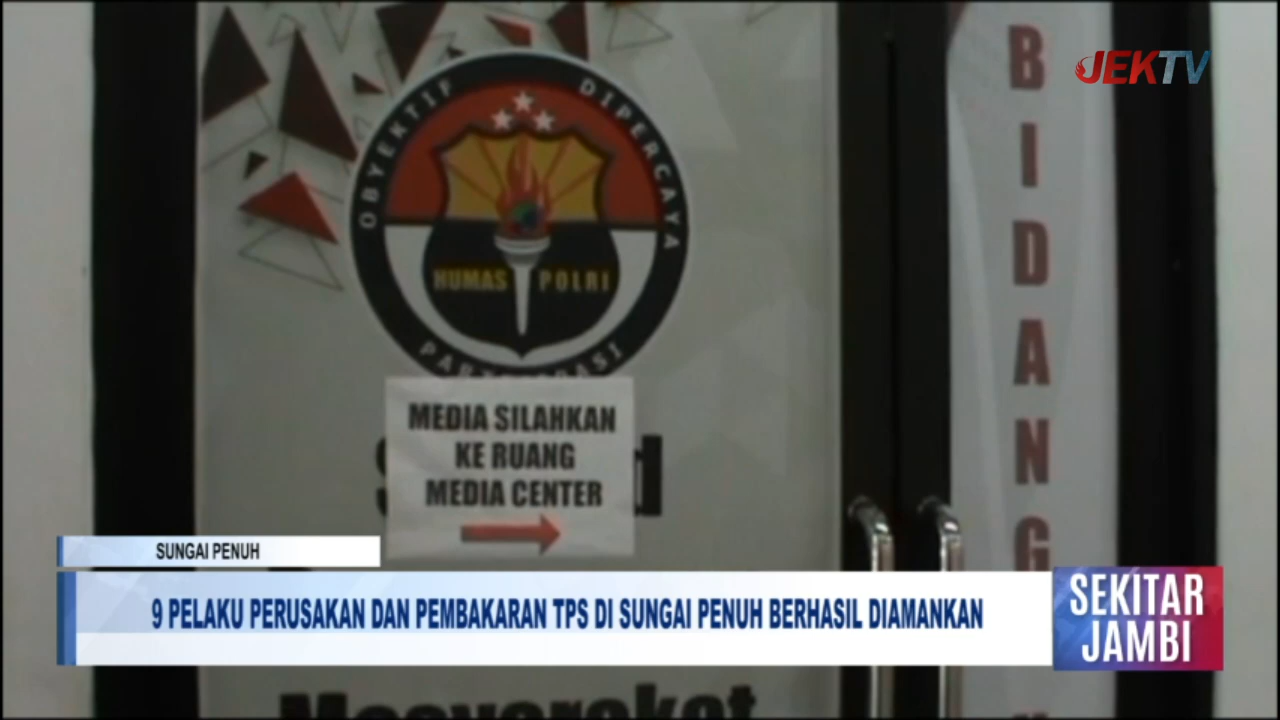 JEKTV
OBYEKTIF DIPERCAYA
HUMAS POLRI
MEDIA SILAHKAN
KE RUANG
MEDIA CENTER
BIDANG
SUNGAI PENUH
9 PELAKU PERUSAKAN DAN PEMBAKARAN TPS DI SUNGAI PENUH BERHASIL DIAMANKAN
SEKITAR
JAMBI
Masyarakat